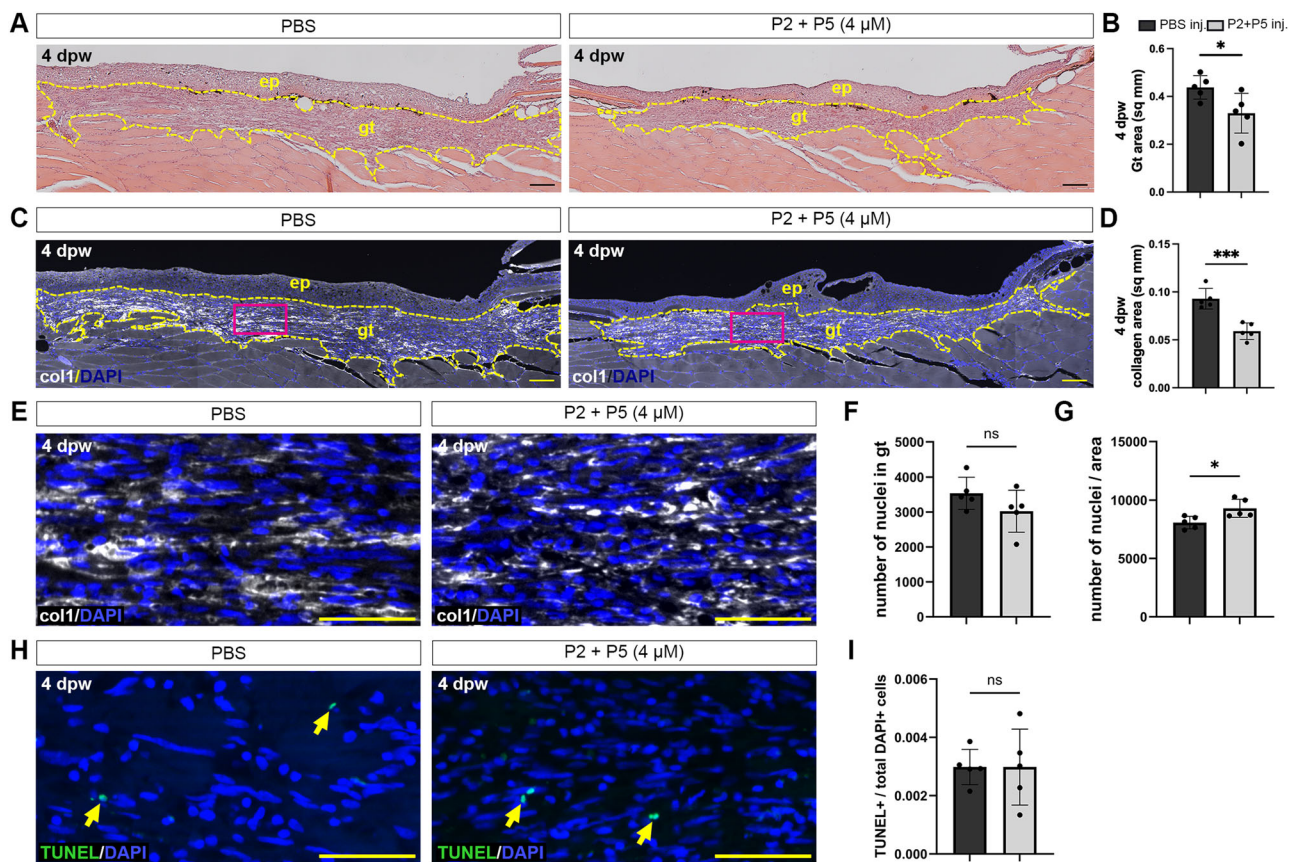 A
PBS
P2 + P5 (4 µM)
4 dpw
ep
gt
4 dpw
ep
gt
B
PBS inj.
P2+P5 inj.
4 dpw
Gt area (sq mm)
0.6
0.4
0.2
0.0
*
C
PBS
P2 + P5 (4 µM)
4 dpw
ep
gt
col1/DAPI
4 dpw
ep
gt
col1/DAPI
D
4 dpw
collagen area (sq mm)
0.15
0.10
0.05
0.00
***
E
PBS
P2 + P5 (4 µM)
4 dpw
col1/DAPI
4 dpw
col1/DAPI
F
number of nuclei in gt
5000
4000
3000
2000
1000
0
ns
G
number of nuclei / area
15000
10000
5000
0
*
H
PBS
P2 + P5 (4 µM)
4 dpw
TUNEL/DAPI
4 dpw
TUNEL/DAPI
I
TUNEL+ / total DAPI+ cells
0.006
0.004
0.002
0.000
ns